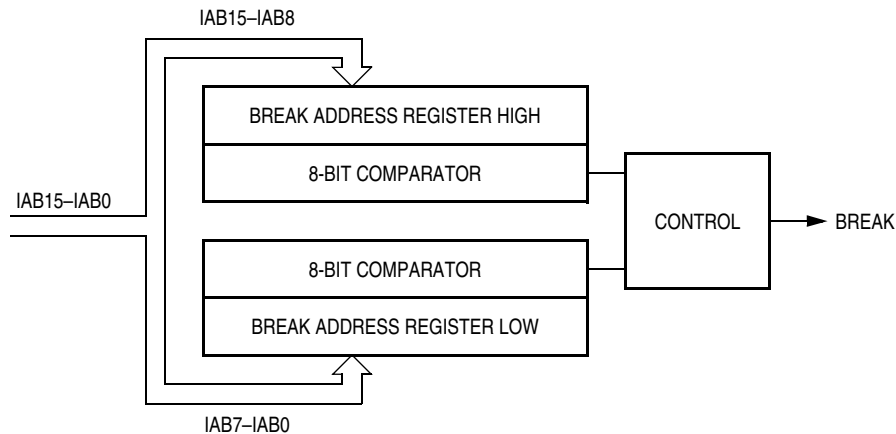 IAB15–IAB8
BREAK ADDRESS REGISTER HIGH
8-BIT COMPARATOR
IAB15–IAB0
CONTROL
BREAK
8-BIT COMPARATOR
BREAK ADDRESS REGISTER LOW
IAB7–IAB0